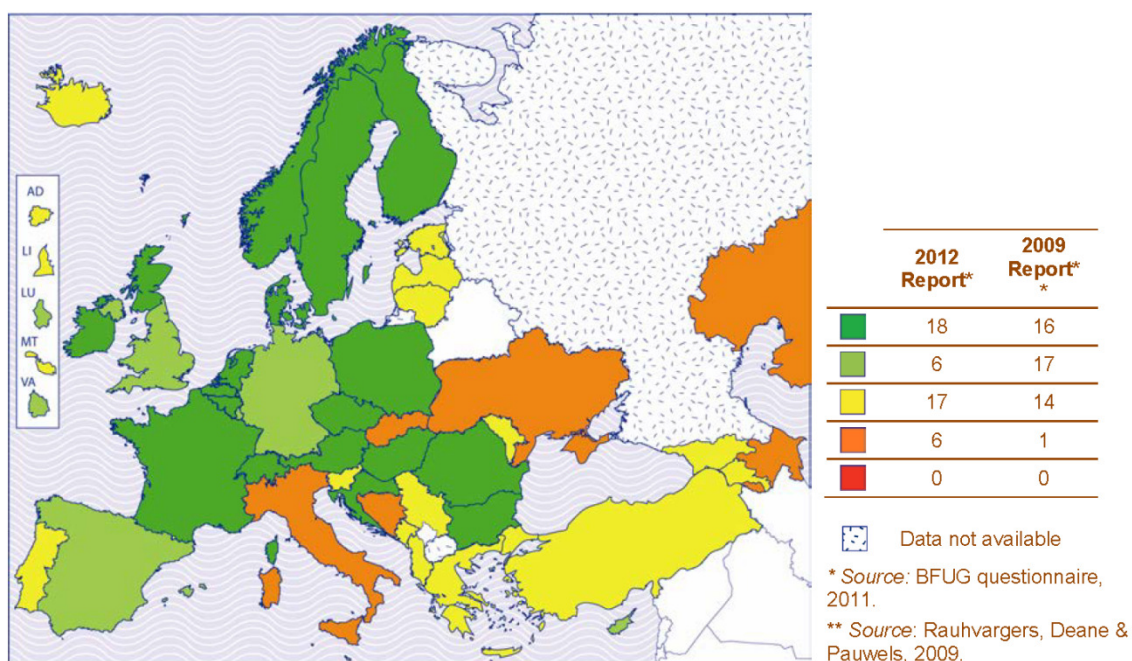 AD
LI
LU
MT
VA
2012 Report* 2009 Report* *
18 16
6 17
17 14
6 1
0 0
Data not available
* Source: BFUG questionnaire,
2011.
** Source: Rauhvargers, Deane &
Pauwels, 2009.